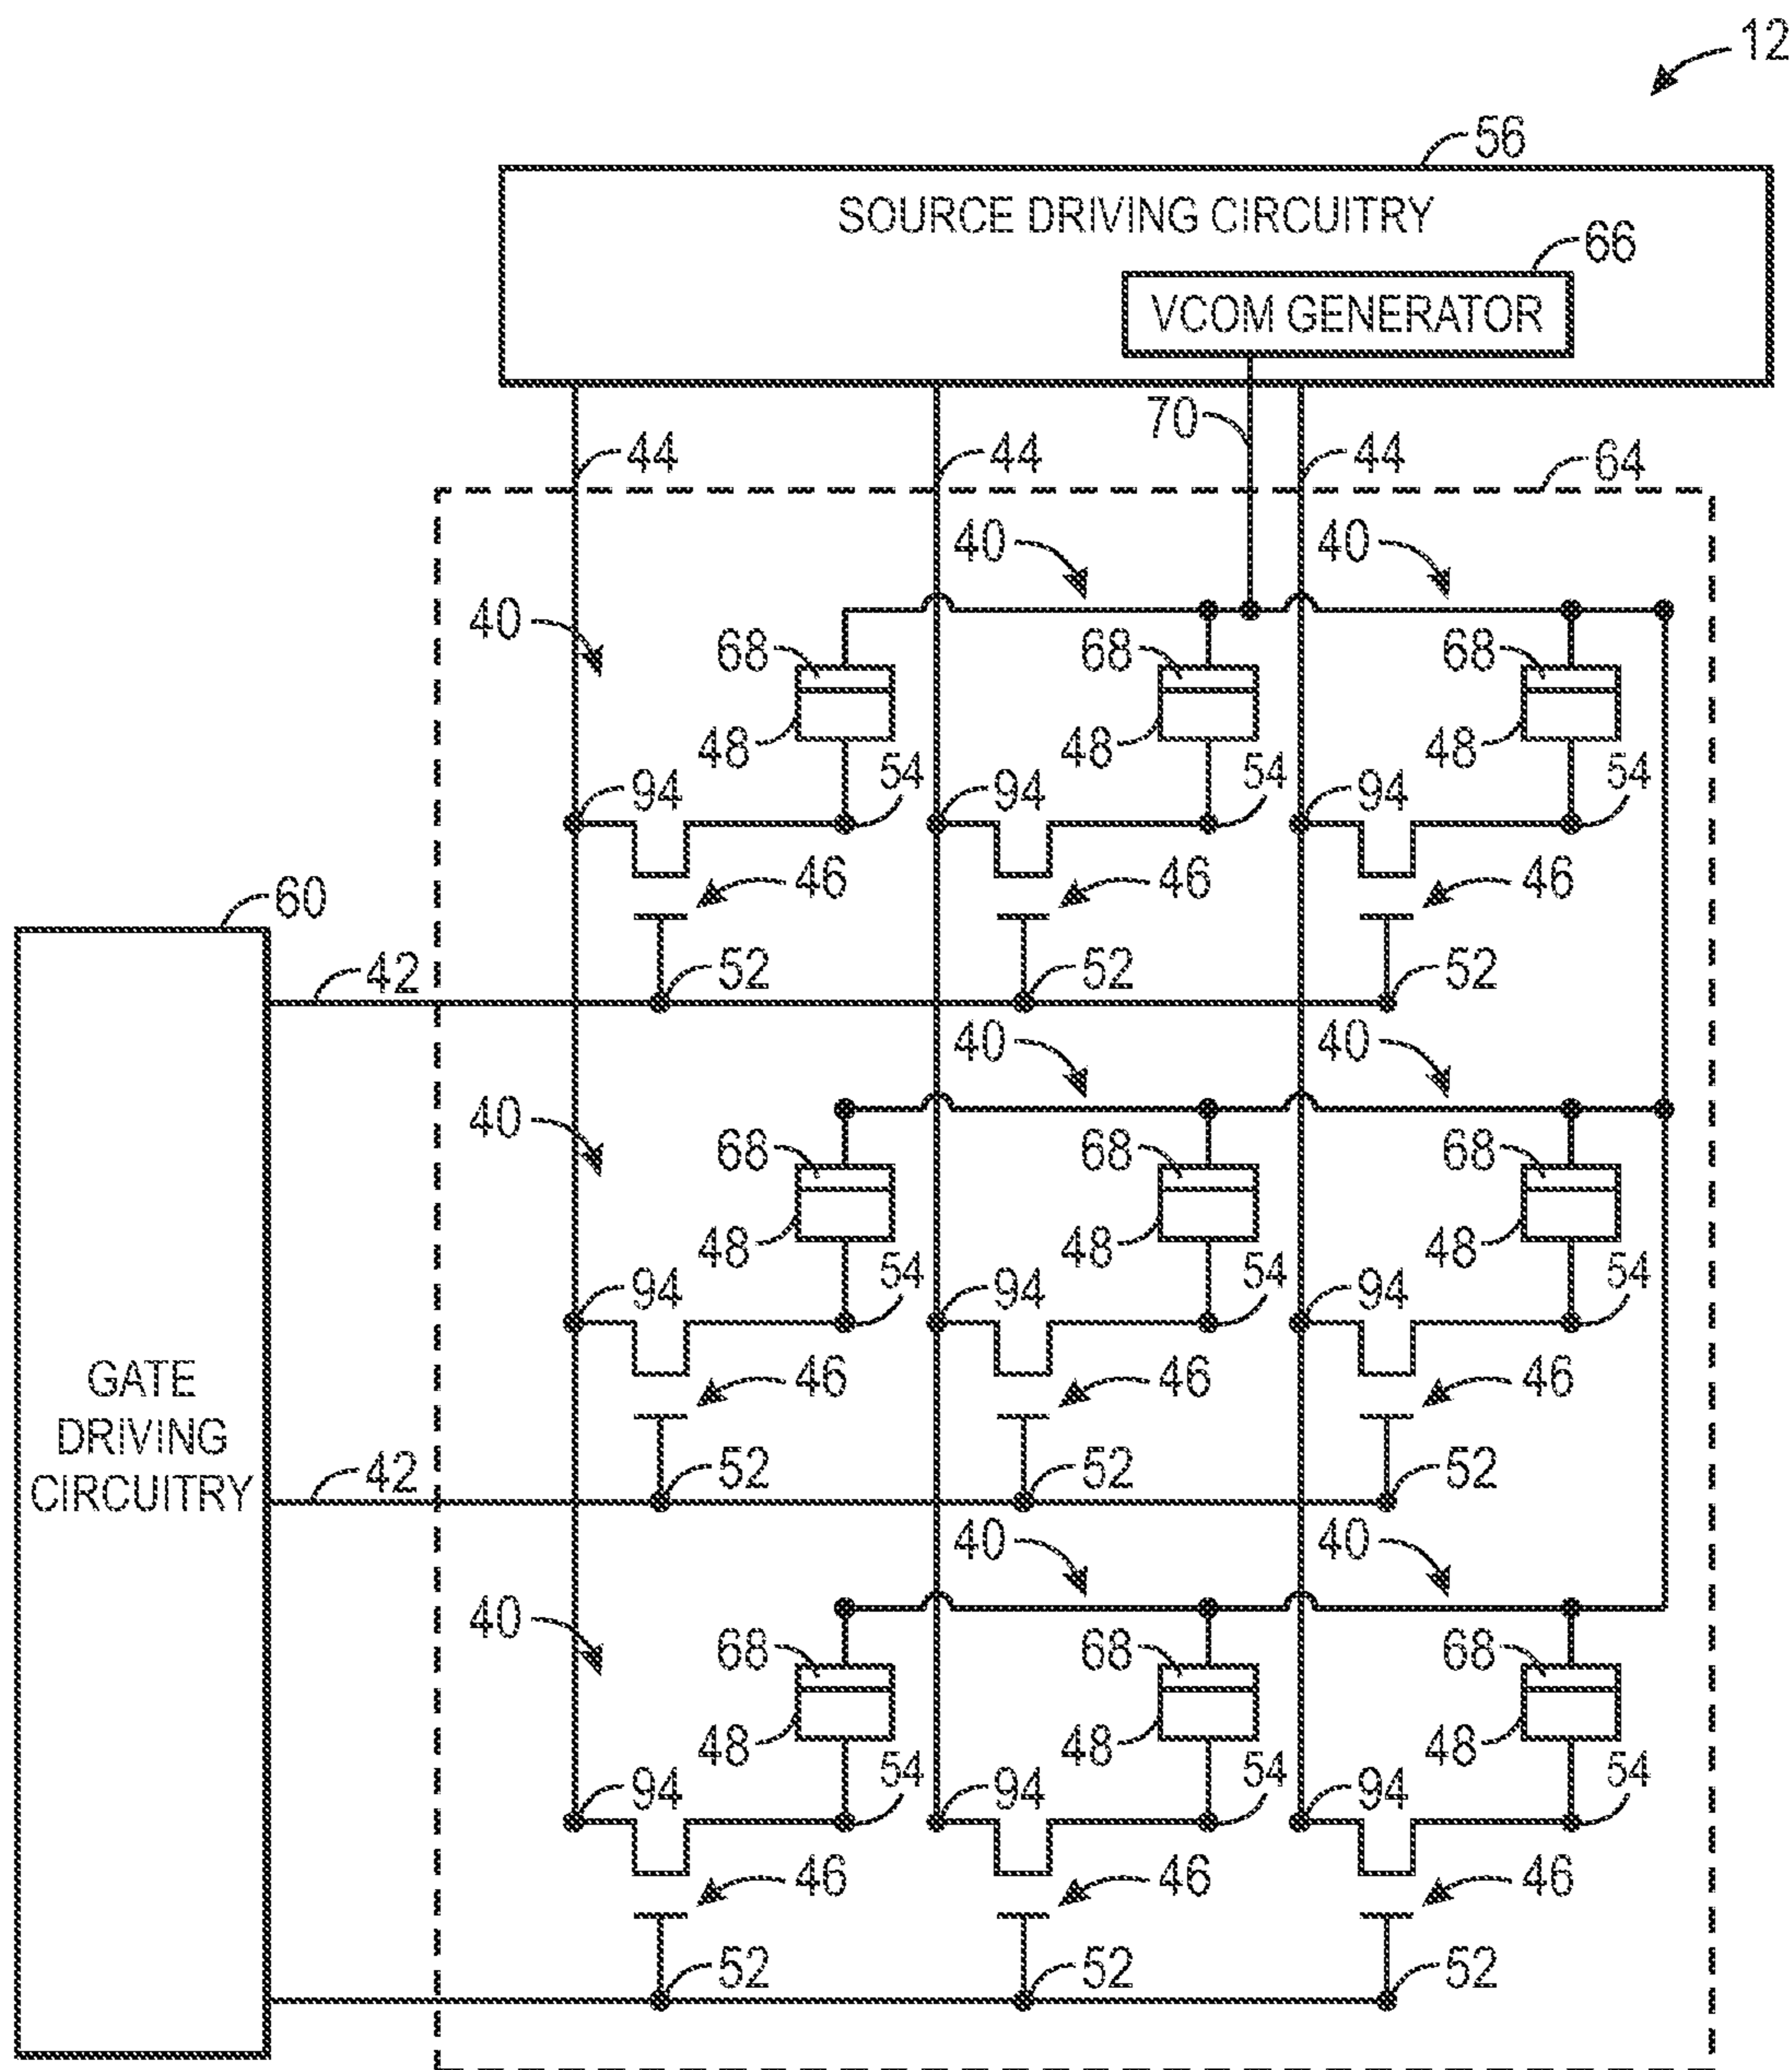 12
56
SOURCE DRIVING CIRCUITRY
66
VCOM GENERATOR
70
44 44 44 64
40 40
40 68 68 68
48 48 48
94 54 94 54 94 54
46 46 46
60
42 52 52 52
40 40
40 68 68 68
48 48 48
94 54 94 54 94 54
46 46 46
GATE
DRIVING
CIRCUITRY
42 52 52 52
40 40
40 68 68 68
48 48 48
94 54 94 54 94 54
46 46 46
52 52 52